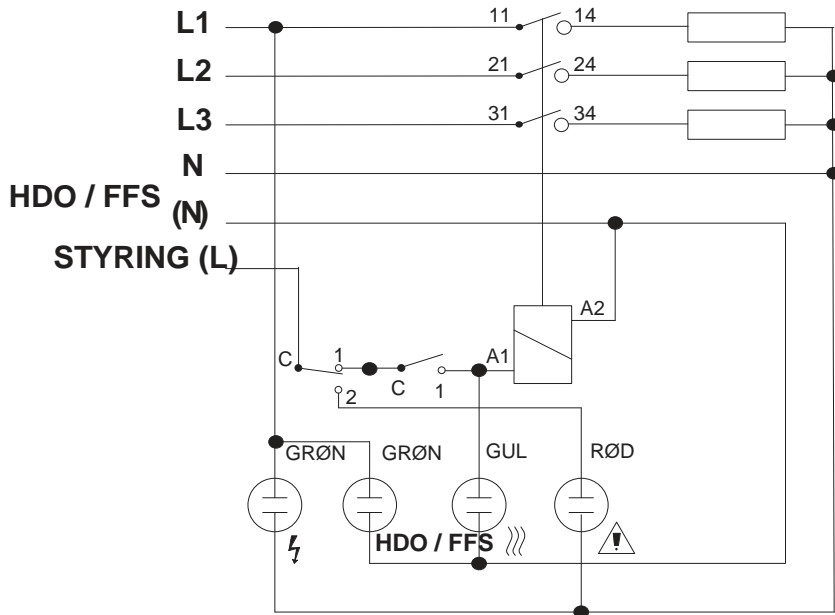 L1 11 14
L2 21 24
L3 31 34
N
HDO / FFS (N)
STYRING (L)
A2
C 1 C 1 A1
2
GRØN GRØN GUL RØD
HDO / FFS
!